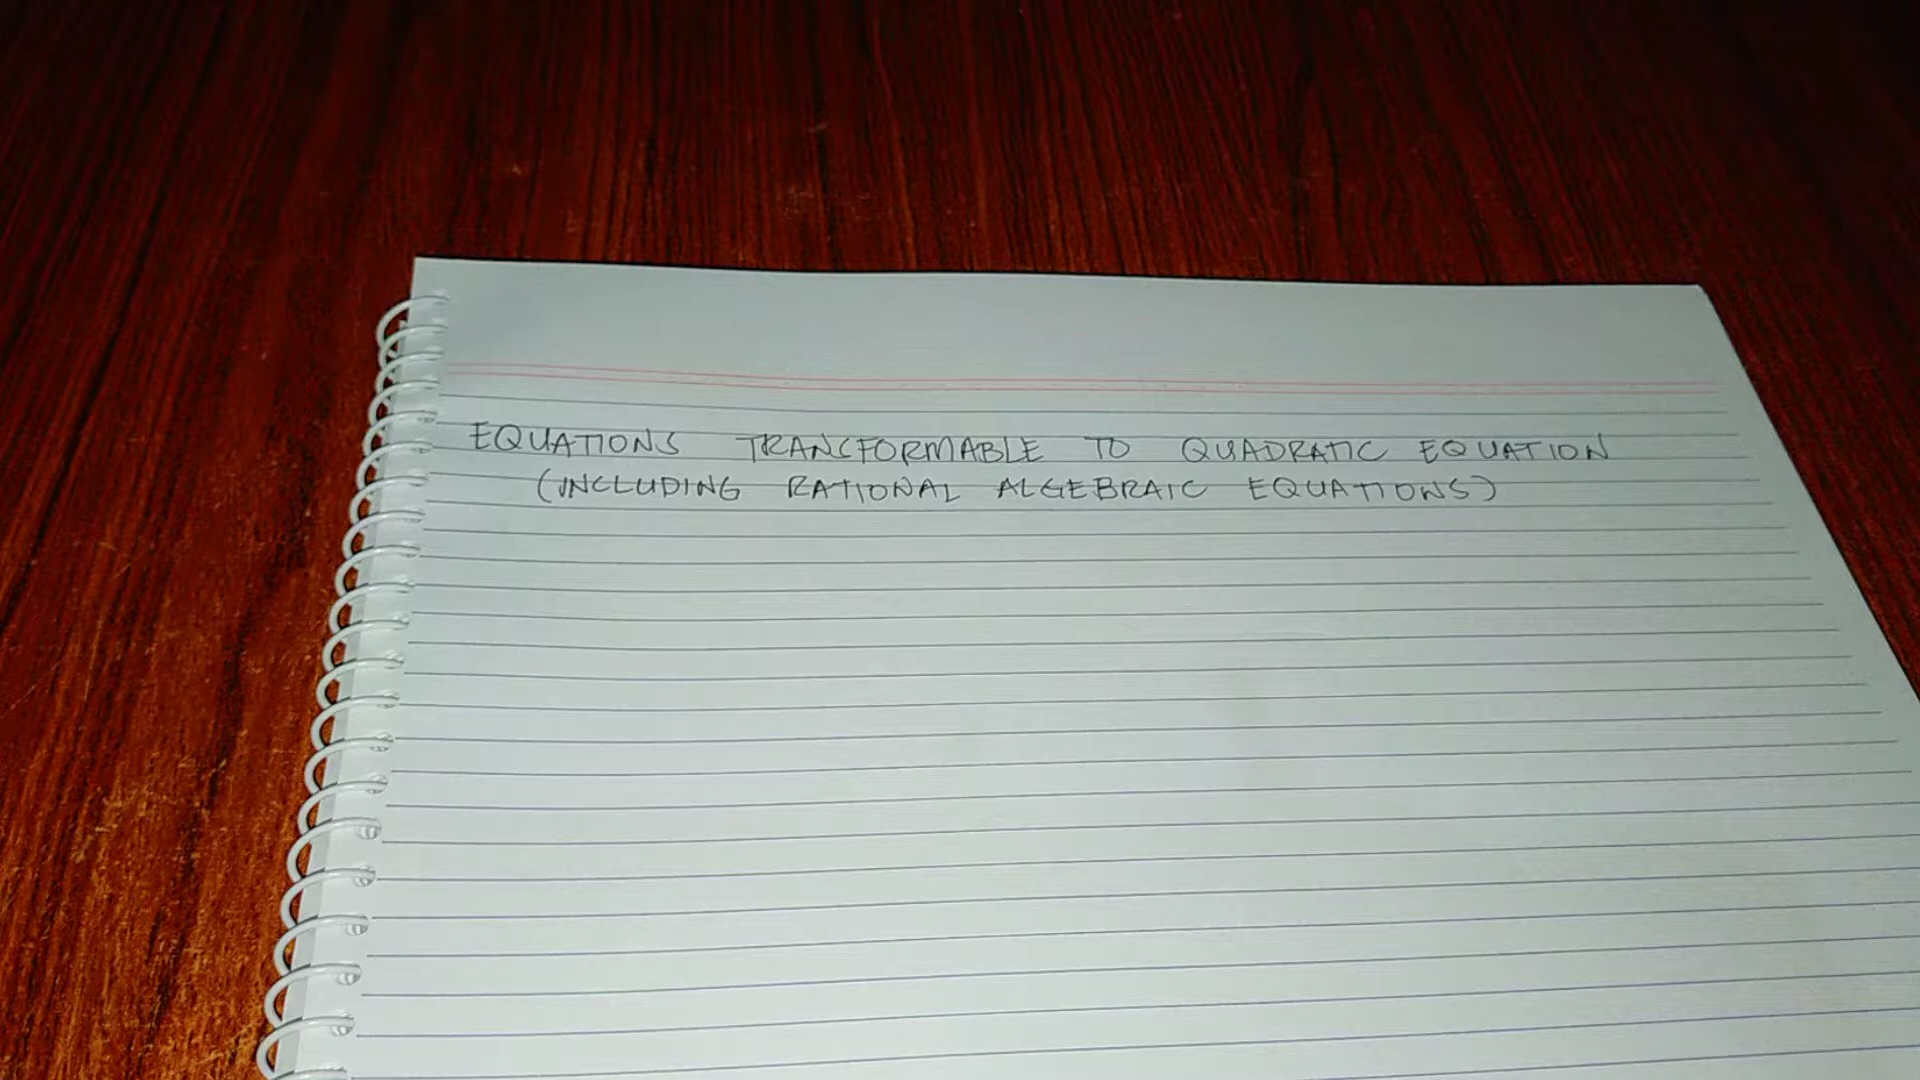 EQUATIONS TRANSFORMABLE TO QUADRATIC EQUATION
(INCLUDING RATIONAL ALGEBRAIC EQUATIONS)